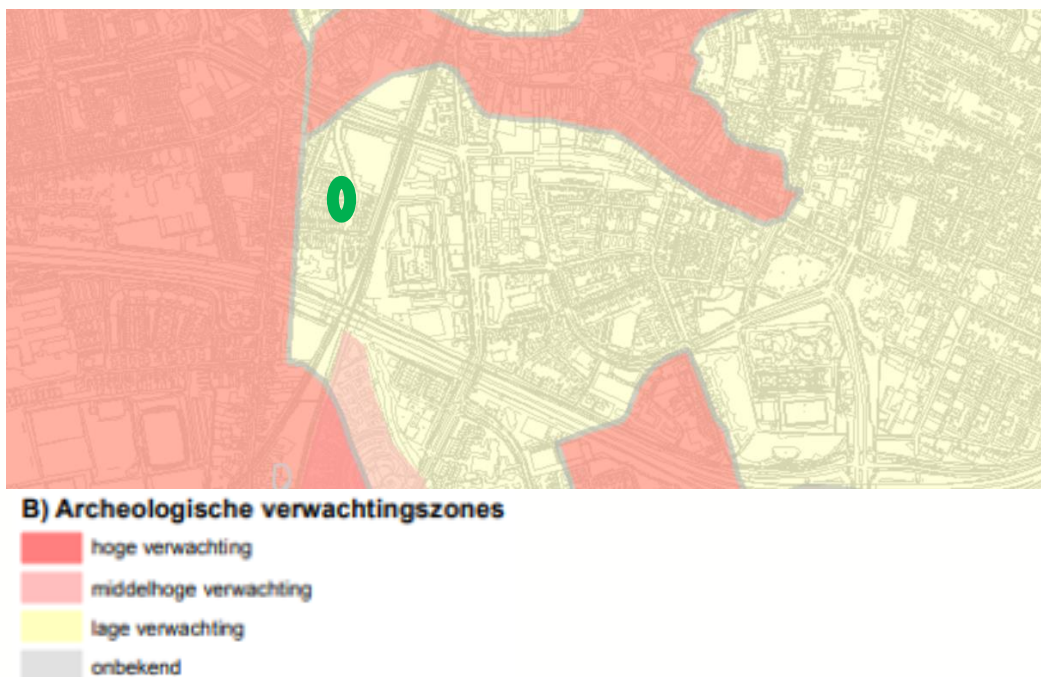 B) Archeologische verwachtingszones
hoge verwachting
middelhoge verwachting
lage verwachting
onbekend